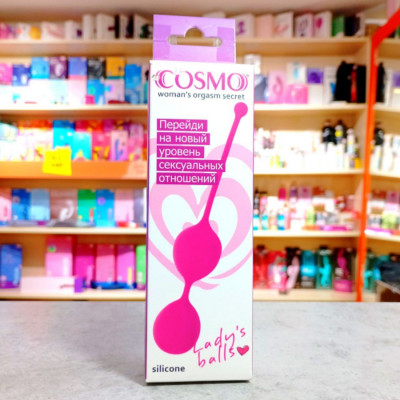 COSMO
woman's orgasm secret
Перейди
на новый
уровень
сексуальных
отношений
Lady's
balls
silicone